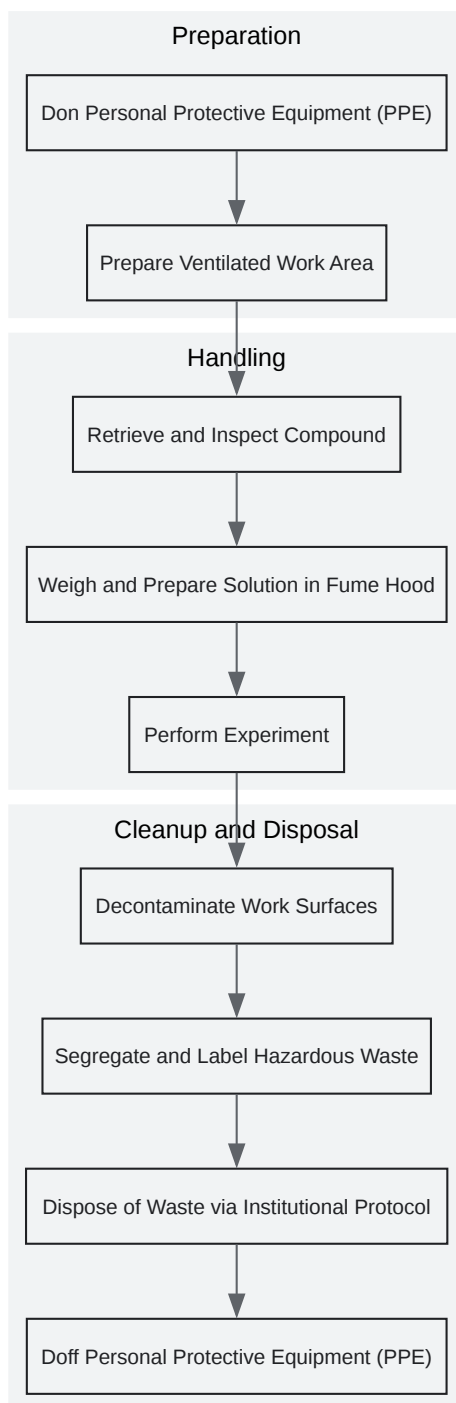 Preparation
Don Personal Protective Equipment (PPE)
Prepare Ventilated Work Area
Handling
Retrieve and Inspect Compound
Weigh and Prepare Solution in Fume Hood
Perform Experiment
Cleanup and Disposal
Decontaminate Work Surfaces
Segregate and Label Hazardous Waste
Dispose of Waste via Institutional Protocol
Doff Personal Protective Equipment (PPE)